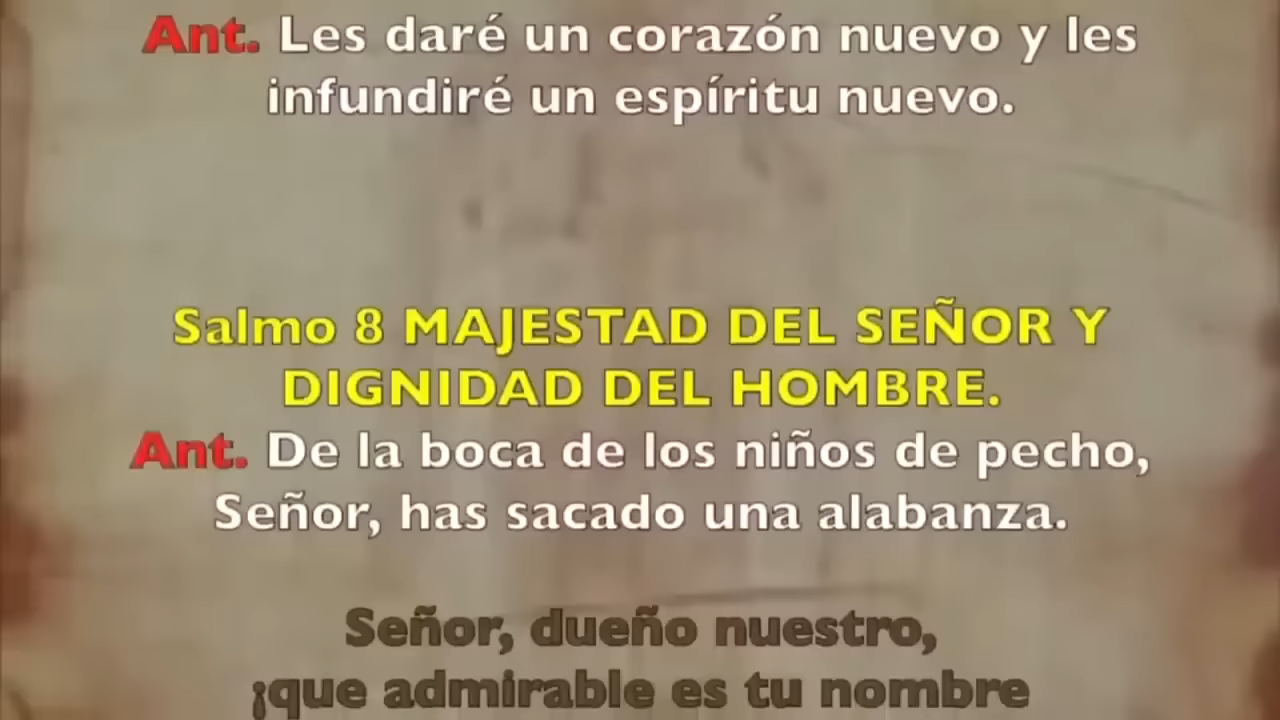 Ant. Les daré un corazón nuevo y les
infundiré un espíritu nuevo.
Salmo 8 MAJESTAD DEL SEÑOR Y
DIGNIDAD DEL HOMBRE.
Ant. De la boca de los niños de pecho,
Señor, has sacado una alabanza.
Señor, dueño nuestro,
¡que admirable es tu nombre